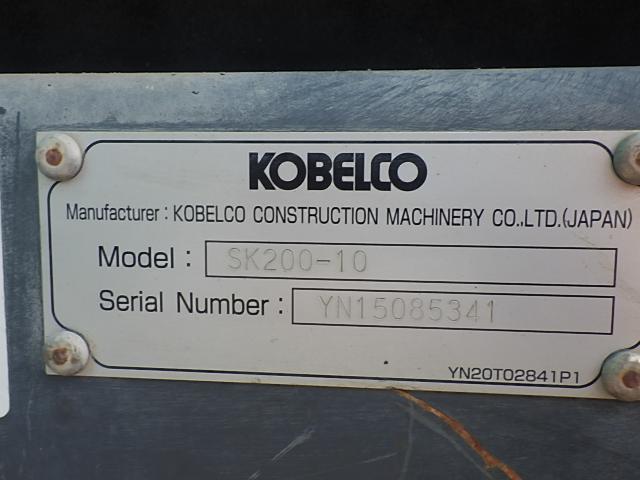 KOBELCO
Manufacturer : KOBELCO CONSTRUCTION MACHINERY CO.,LTD.(JAPAN)
Model : SK200-10
Serial Number : YN15085341
YN20T02841P1